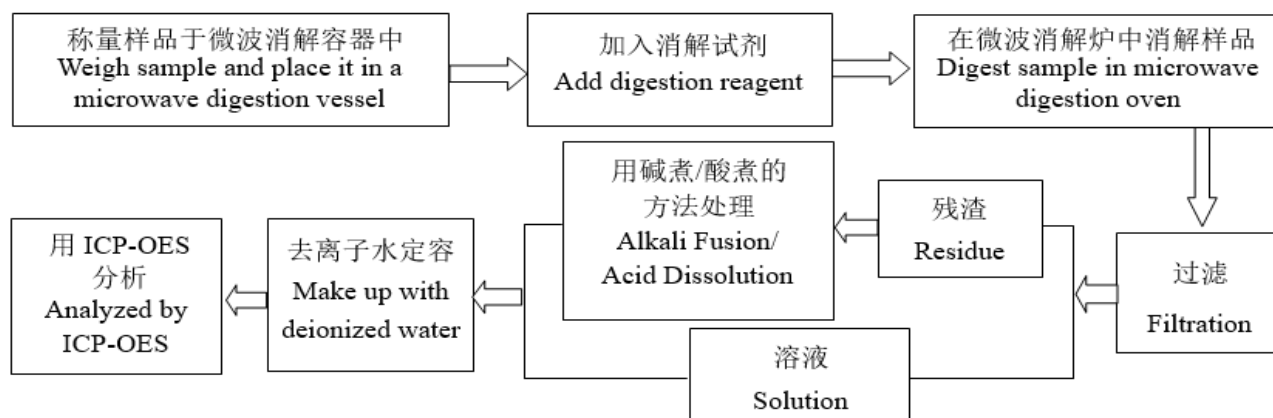 称量样品于微波消解容器中
Weigh sample and place it in a
microwave digestion vessel
加入消解试剂
Add digestion reagent
在微波消解炉中消解样品
Digest sample in microwave
digestion oven
过滤
Filtration
残渣
Residue
用碱煮/酸煮的
方法处理
Alkali Fusion/
Acid Dissolution
溶液
Solution
去离子水定容
Make up with
deionized water
用 ICP-OES
分析
Analyzed by
ICP-OES